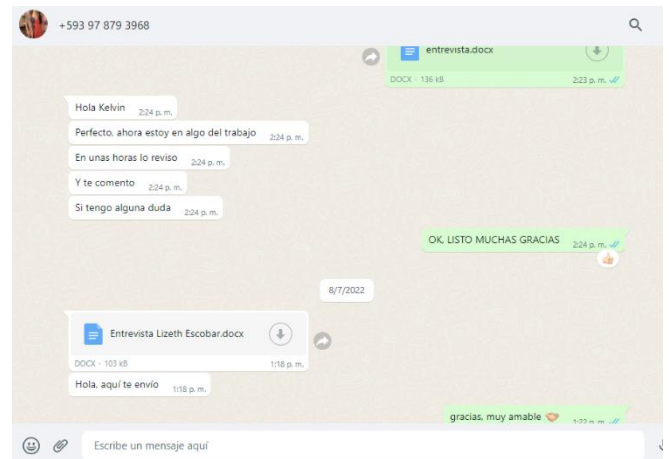 +593 97 879 3968
entrevista.docx
DOCX • 136 kB 2:23 p. m.
Hola Kelvin 2:24 p. m.
Perfecto, ahora estoy en algo del trabajo 2:24 p. m.
En unas horas lo reviso 2:24 p. m.
Y te comento 2:24 p. m.
Si tengo alguna duda 2:24 p. m.
OK, LISTO MUCHAS GRACIAS 2:24 p. m.
8/7/2022
Entrevista Lizeth Escobar.docx
DOCX • 103 kB 1:18 p. m.
Hola, aquí te envío 1:18 p. m.
gracias, muy amable 1:22 p. m.
Escribe un mensaje aquí